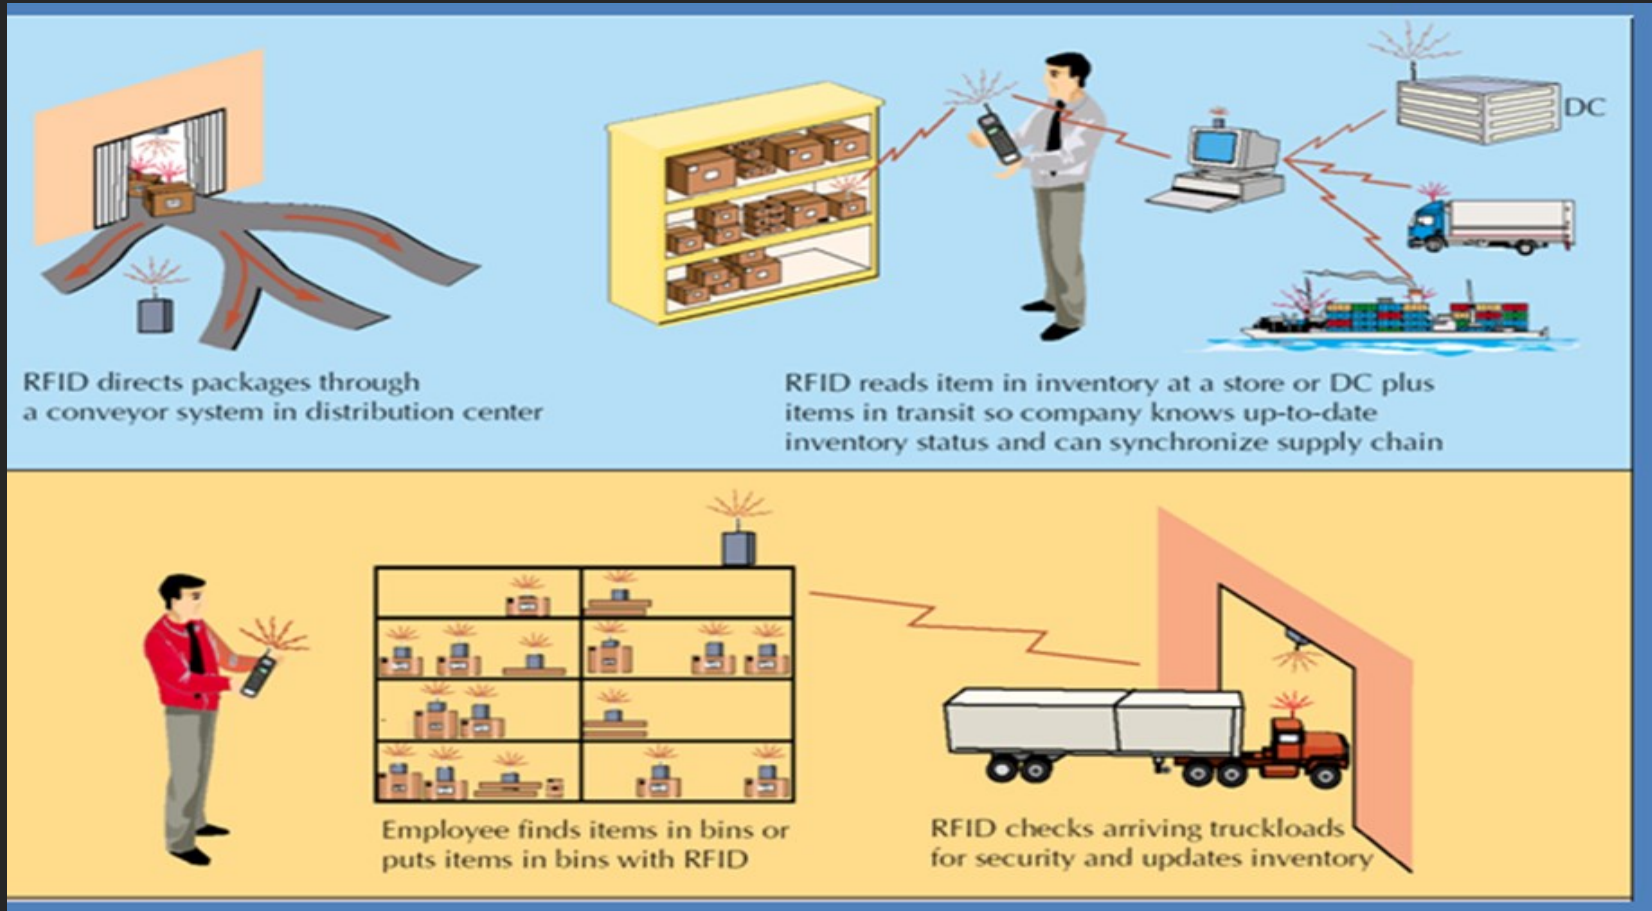 DC
RFID directs packages through
a conveyor system in distribution center
RFID reads item in inventory at a store or DC plus
items in transit so company knows up-to-date
inventory status and can synchronize supply chain
Employee finds items in bins or
puts items in bins with RFID
RFID checks arriving truckloads
for security and updates inventory